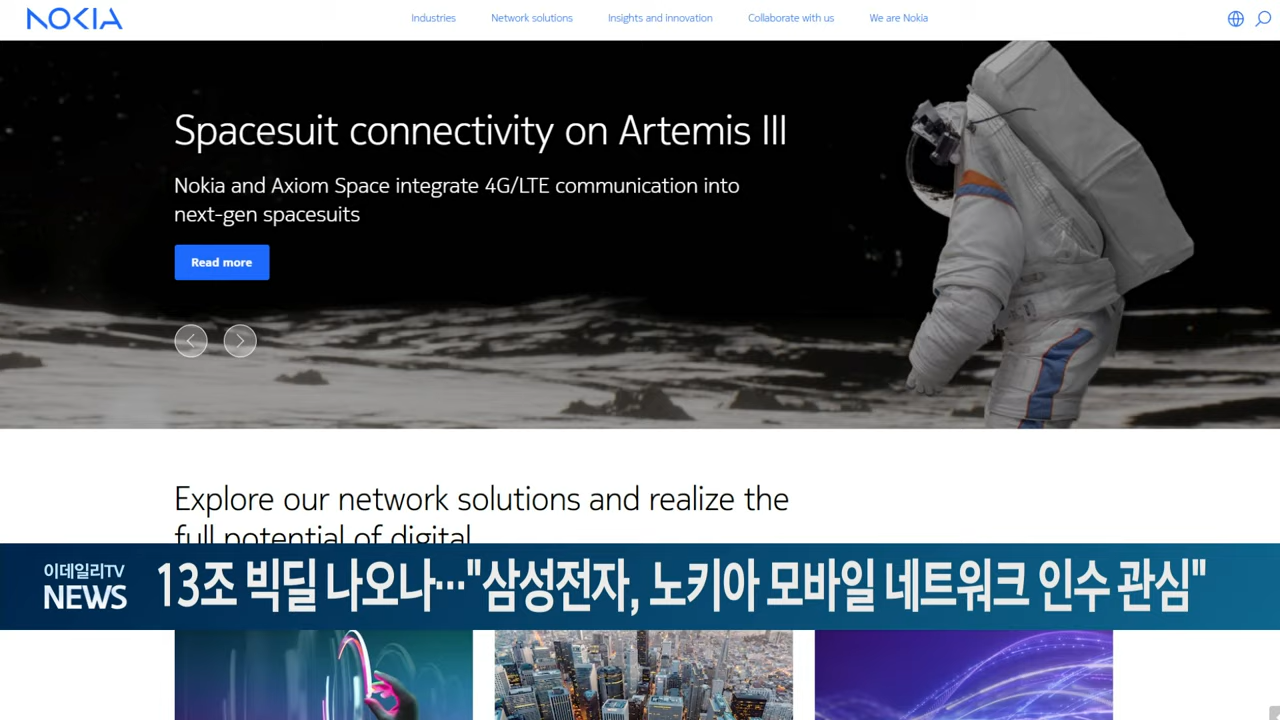 NOKIA
Industries Network solutions Insights and innovation Collaborate with us We are Nokia
Spacesuit connectivity on Artemis III
Nokia and Axiom Space integrate 4G/LTE communication into
next-gen spacesuits
Read more
Explore our network solutions and realize the
full potential of digital
이데일리TV
NEWS
13조 빅딜 나오나…"삼성전자, 노키아 모바일 네트워크 인수 관심"